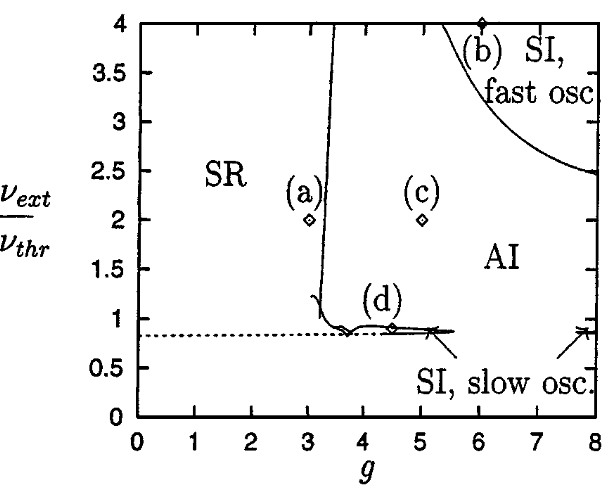 4
(b) SI,
3.5
fast osc
3
2.5
SR
(a)
(c)
ν_ext
2
ν_thr
1.5
AI
(d)
1
0.5
SI, slow osc.
0
0 1 2 3 4 5 6 7 8
g